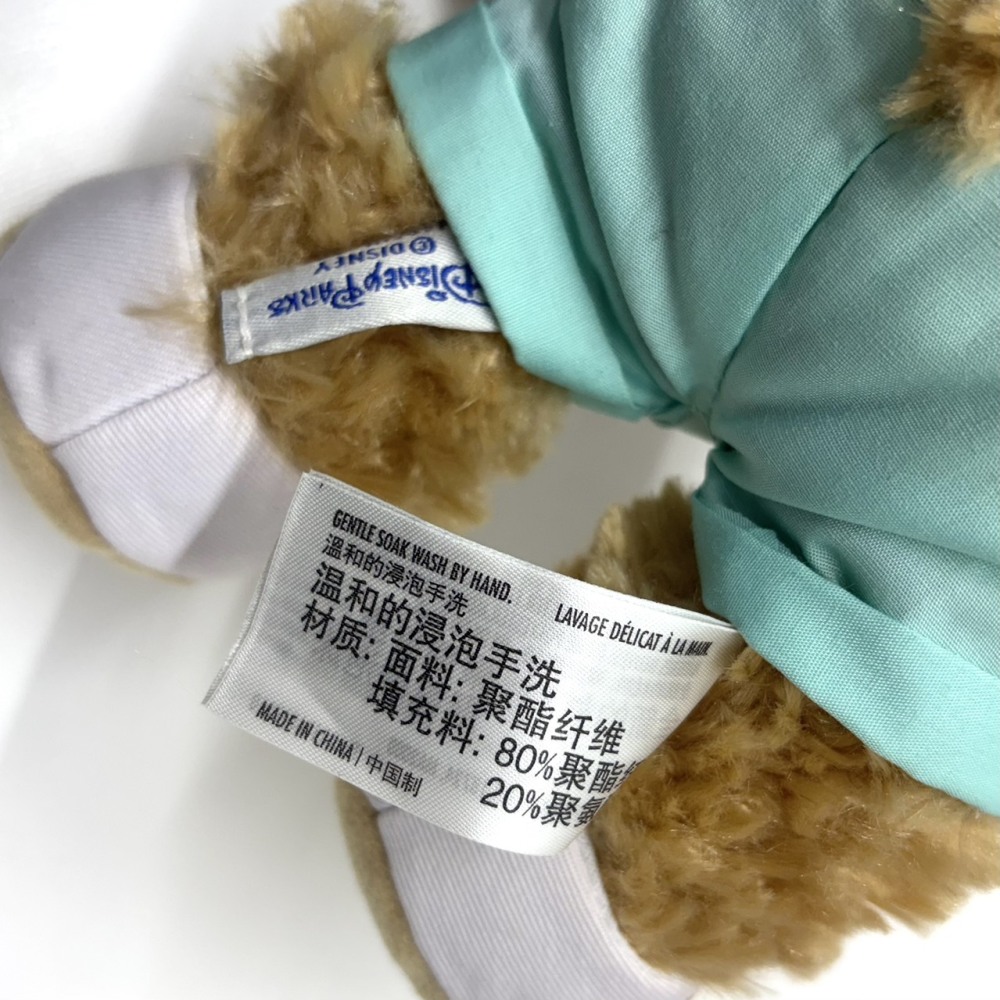 DISNEY PARKS
© DISNEY
GENTLE SOAK WASH BY HAND.
LAVAGE DÉLICAT À LA MAIN.
溫和的浸泡手洗
温和的浸泡手洗
材质: 面料: 聚酯纤维
填充料: 80%聚酯
20%聚氨
MADE IN CHINA | 中国制